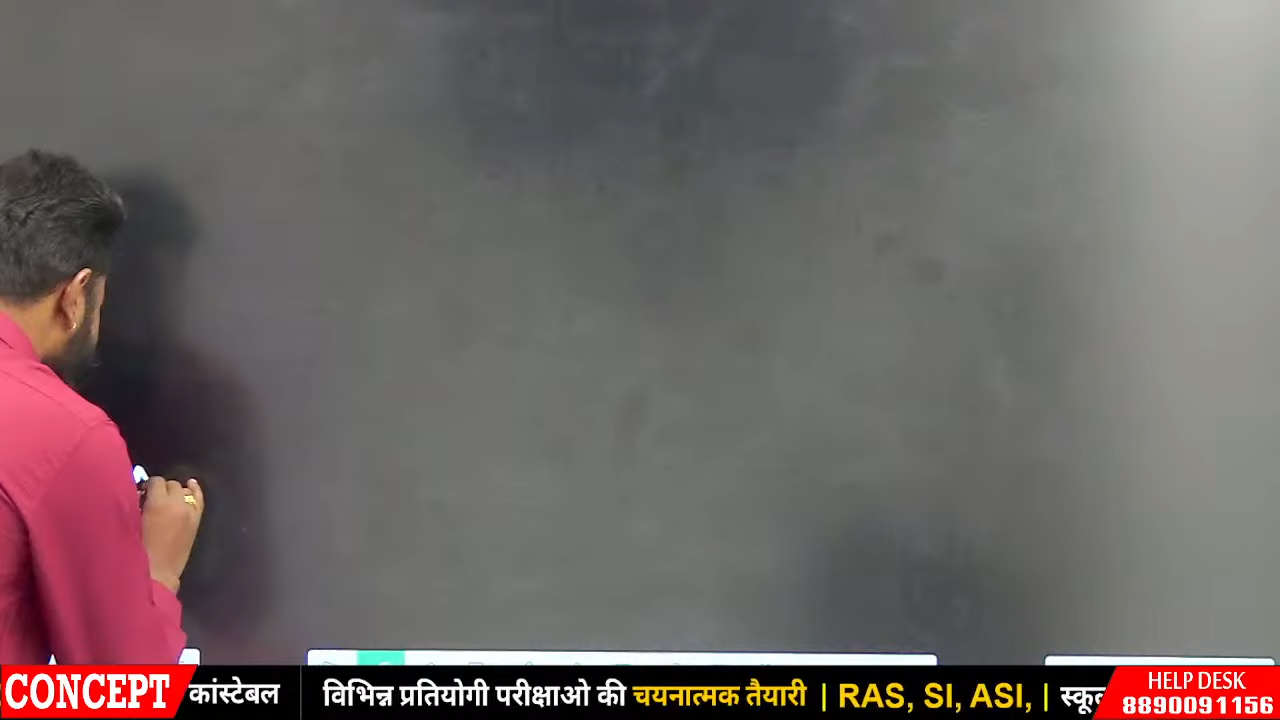 CONCEPT कांस्टेबल विभिन्न प्रतियोगी परीक्षाओ की चयनात्मक तैयारी | RAS, SI, ASI, |
HELP DESK
8890091156